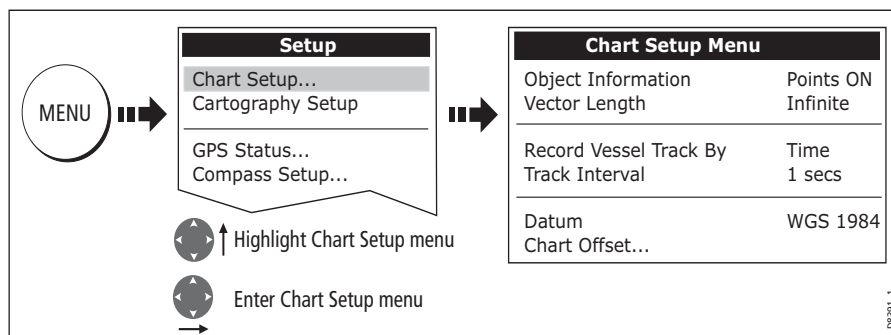 MENU
Setup
Chart Setup...
Cartography Setup
GPS Status...
Compass Setup...
Highlight Chart Setup menu
Enter Chart Setup menu
Chart Setup Menu
Object Information Points ON
Vector Length Infinite
Record Vessel Track By Time
Track Interval 1 secs
Datum WGS 1984
Chart Offset...